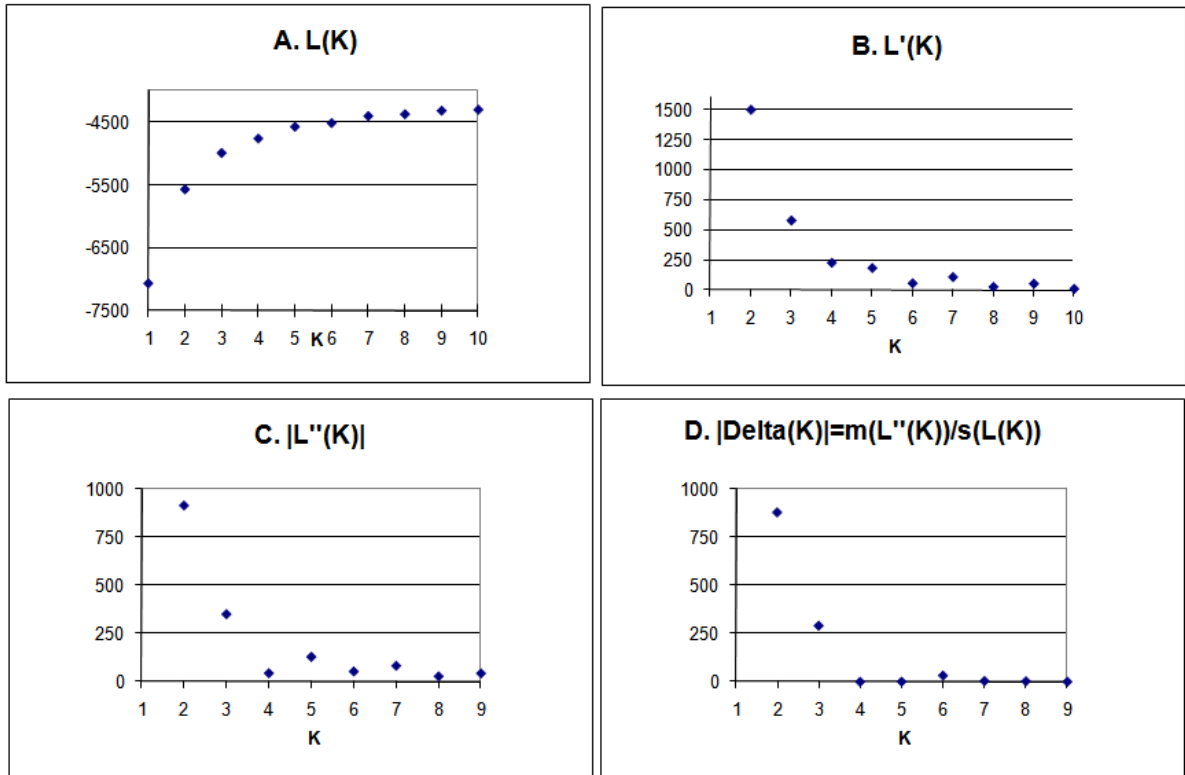 A. L(K)
-4500
-5500
-6500
-7500
1 2 3 4 5 K 6 7 8 9 10
B. L'(K)
1500
1250
1000
750
500
250
0
1 2 3 4 5 6 7 8 9 10
K
C. |L''(K)|
1000
750
500
250
0
1 2 3 4 5 6 7 8 9
K
D. |Delta(K)|=m(L''(K))/s(L(K))
1000
750
500
250
0
1 2 3 4 5 6 7 8 9
K